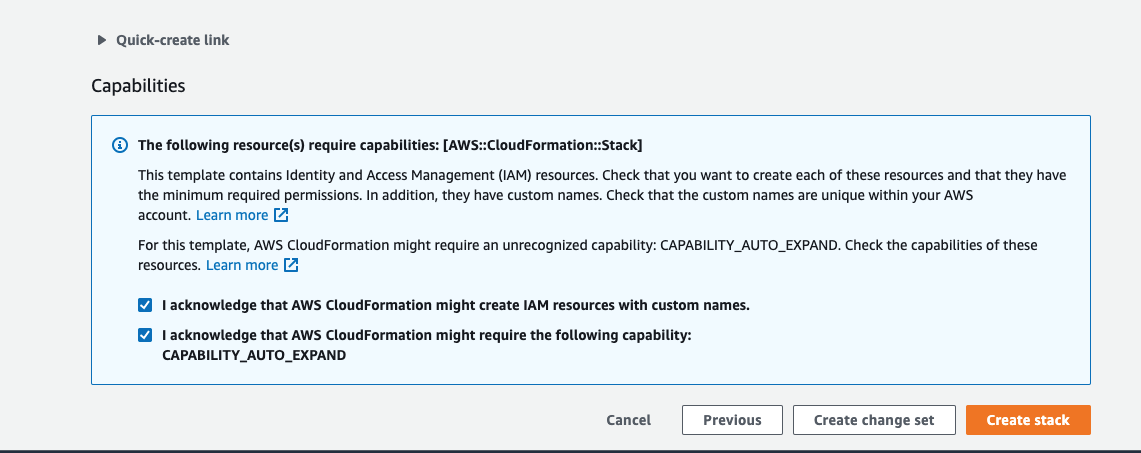 Quick-create link
Capabilities
The following resource(s) require capabilities: [AWS::CloudFormation::Stack]
This template contains Identity and Access Management (IAM) resources. Check that you want to create each of these resources and that they have
the minimum required permissions. In addition, they have custom names. Check that the custom names are unique within your AWS
account. Learn more
For this template, AWS CloudFormation might require an unrecognized capability: CAPABILITY_AUTO_EXPAND. Check the capabilities of these
resources. Learn more
I acknowledge that AWS CloudFormation might create IAM resources with custom names.
I acknowledge that AWS CloudFormation might require the following capability:
CAPABILITY_AUTO_EXPAND
Cancel Previous Create change set Create stack